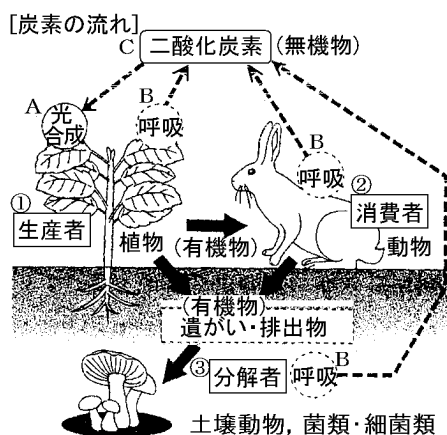 [炭素の流れ]
C 二酸化炭素 (無機物)
A 光合成
B 呼吸
B 呼吸
① 生産者
② 消費者
植物
(有機物)
動物
(有機物)
遺がい・排出物
③ 分解者
呼吸 B
土壌動物, 菌類・細菌類